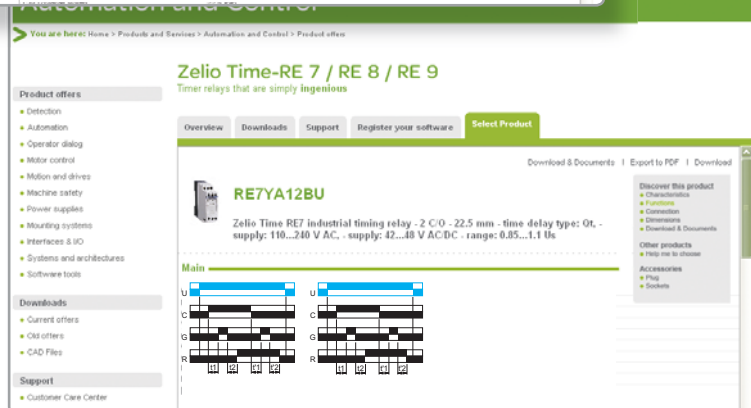 Automation and Control
You are here: Home > Products and Services > Automation and Control > Product offers
Zelio Time-RE 7 / RE 8 / RE 9
Timer relays that are simply ingenious
Product offers
Detection
Automation
Operator dialog
Motor control
Motion and drives
Machine safety
Power supplies
Mounting systems
Interfaces & I/O
Systems and architectures
Software tools
Downloads
Current offers
Old offers
CAD Files
Support
Customer Care Center
Overview Downloads Support Register your software Select Product
Download & Documents | Export to PDF | Download
RE7YA12BU
Zelio Time RE7 industrial timing relay - 2 C/O - 22.5 mm - time delay type: Qt, -
supply: 110...240 V AC, - supply: 42...48 V AC/DC - range: 0.85...1.1 Us
Discover this product
Characteristics
Functions
Connection
Dimensions
Download & Documents
Other products
Help me to choose
Accessories
Plug
Sockets
Main
U U
C C
G G
R R
t1 t2 t'1 t'2 t1 t2 t'1 t'2